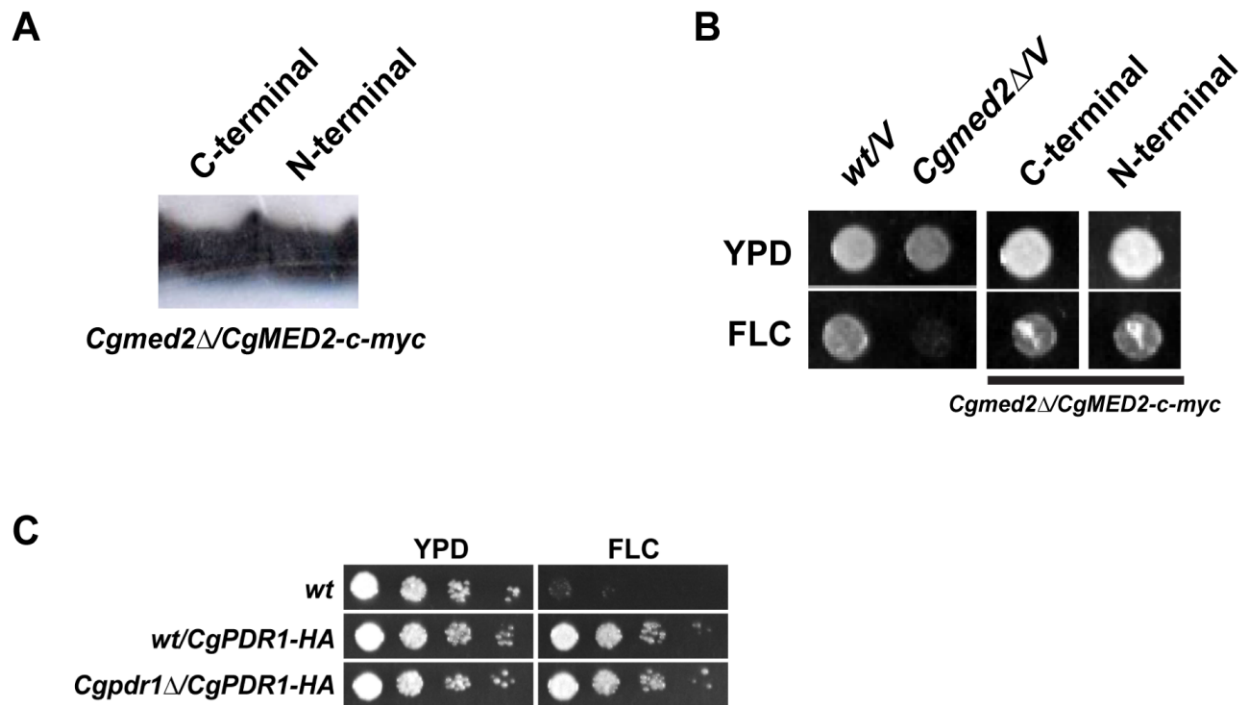 A
C-terminal
N-terminal
Cgmed2Δ/CgMED2-c-myc
B
wt/V
Cgmed2Δ/V
C-terminal
N-terminal
YPD
FLC
Cgmed2Δ/CgMED2-c-myc
C
YPD FLC
wt
wt/CgPDR1-HA
Cgpdr1Δ/CgPDR1-HA